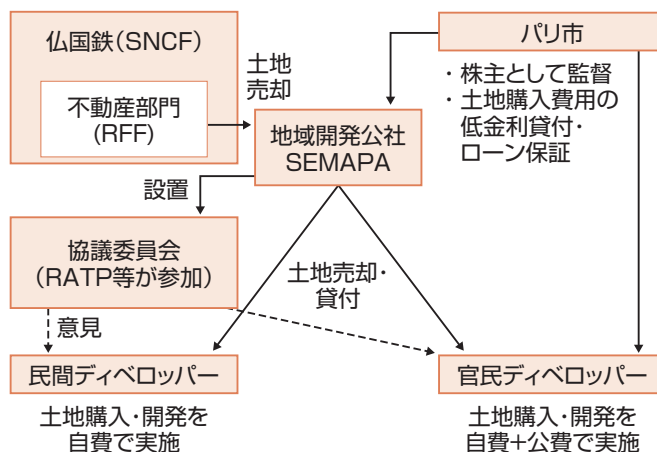 仏国鉄（SNCF）
不動産部門
(RFF)
土地
売却
パリ市
・株主として監督
・土地購入費用の
低金利貸付・
ローン保証
地域開発公社
SEMAPA
設置
協議委員会
（RATP等が参加）
土地売却・
貸付
意見
民間ディベロッパー
土地購入・開発を
自費で実施
官民ディベロッパー
土地購入・開発を
自費+公費で実施